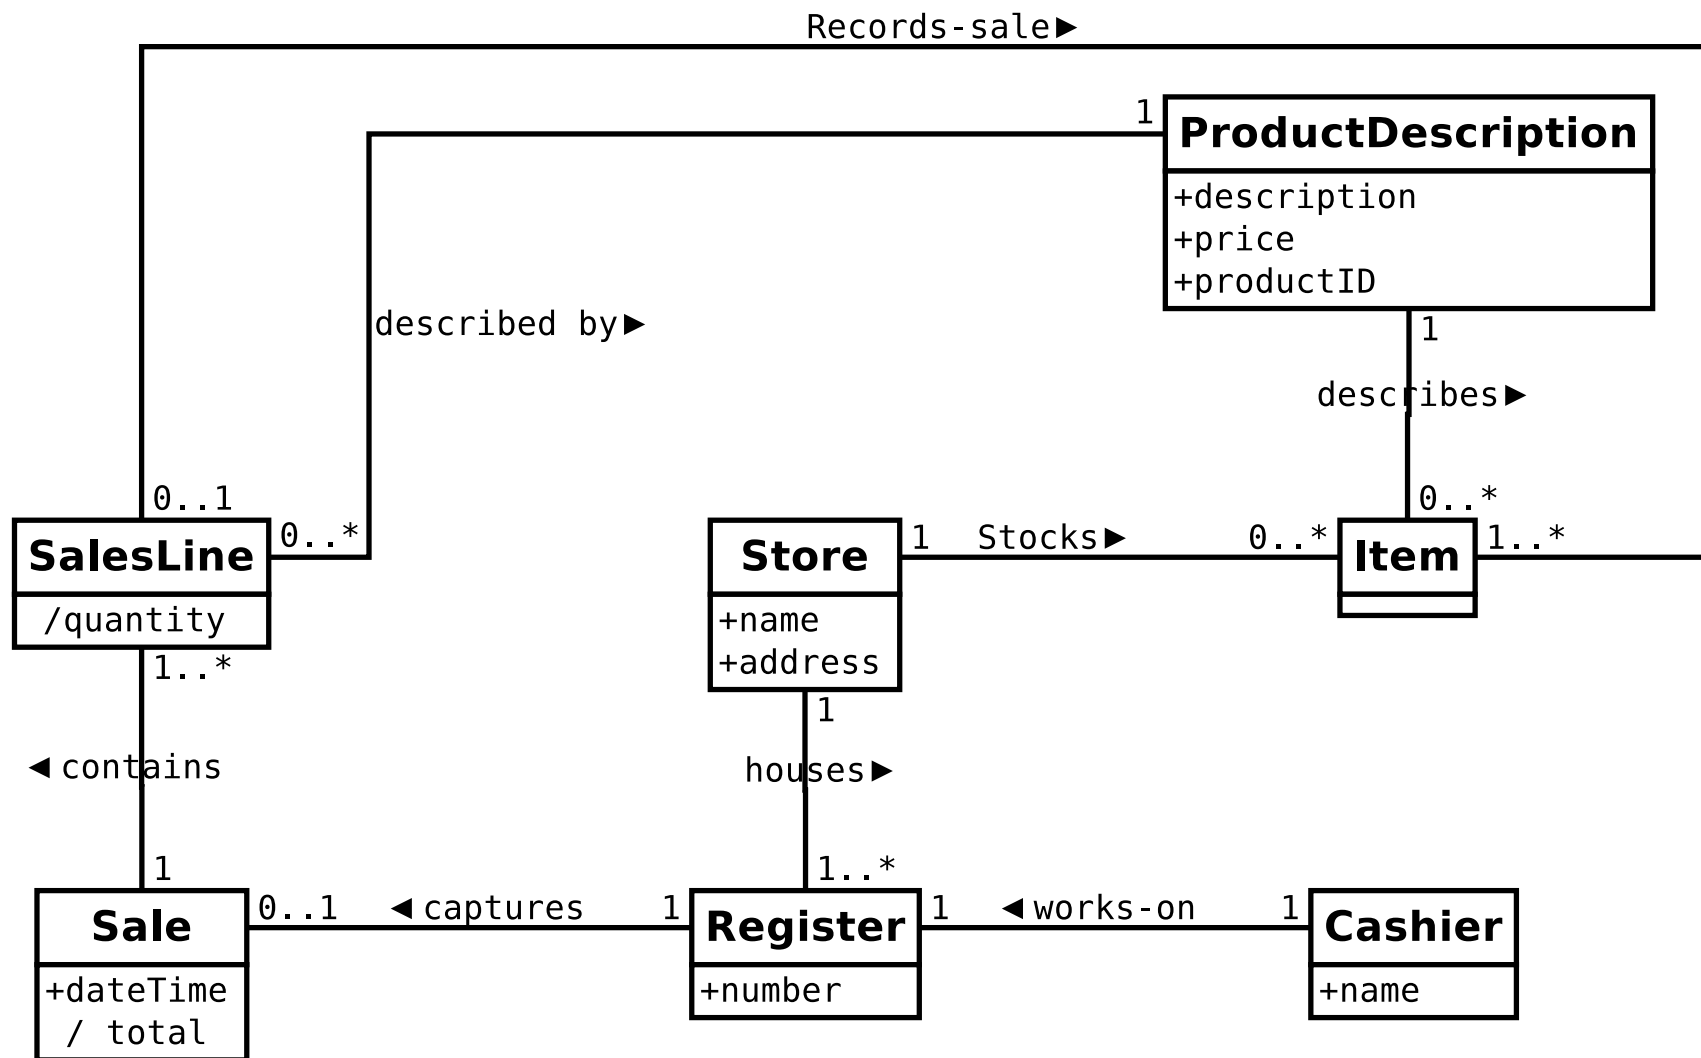 Records-sale▶
1
ProductDescription
+description
+price
+productID
described by▶
1
describes▶
0..1
0..*
SalesLine
/quantity
1..*
1
Stocks▶
0..*
Store
+name
+address
0..*
1..*
Item
1
◀contains
houses▶
1
1..*
0..1
◀captures
1
Sale
+dateTime
/ total
Register
+number
1
◀works-on
1
Cashier
+name